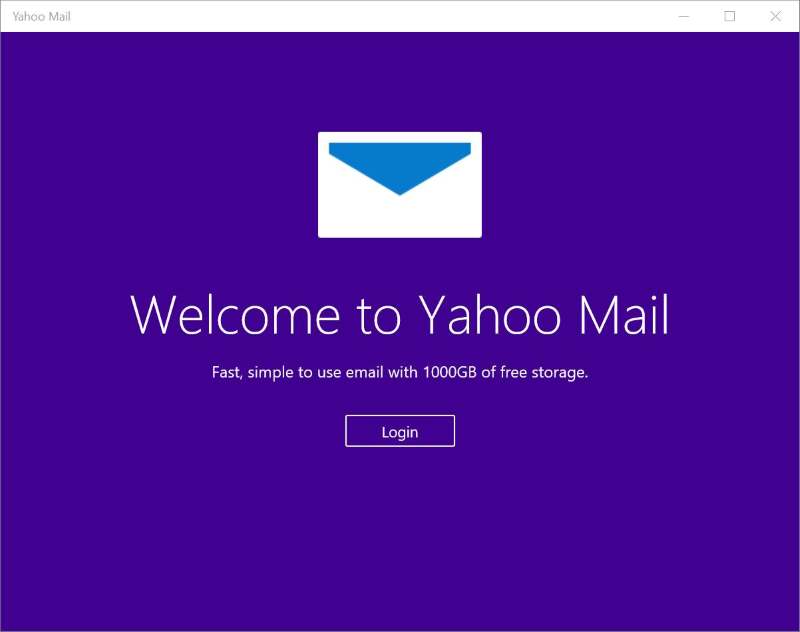 Yahoo Mail
Welcome to Yahoo Mail
Fast, simple to use email with 1000GB of free storage.
Login